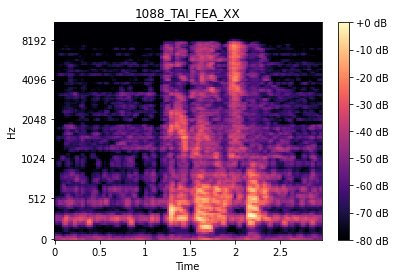 1088_TAI_FEA_XX
+0 dB
8192
-10 dB
4096
-20 dB
-30 dB
2048
Hz
-40 dB
1024
-50 dB
512
-60 dB
-70 dB
0
-80 dB
0 0.5 1 1.5 2 2.5
Time